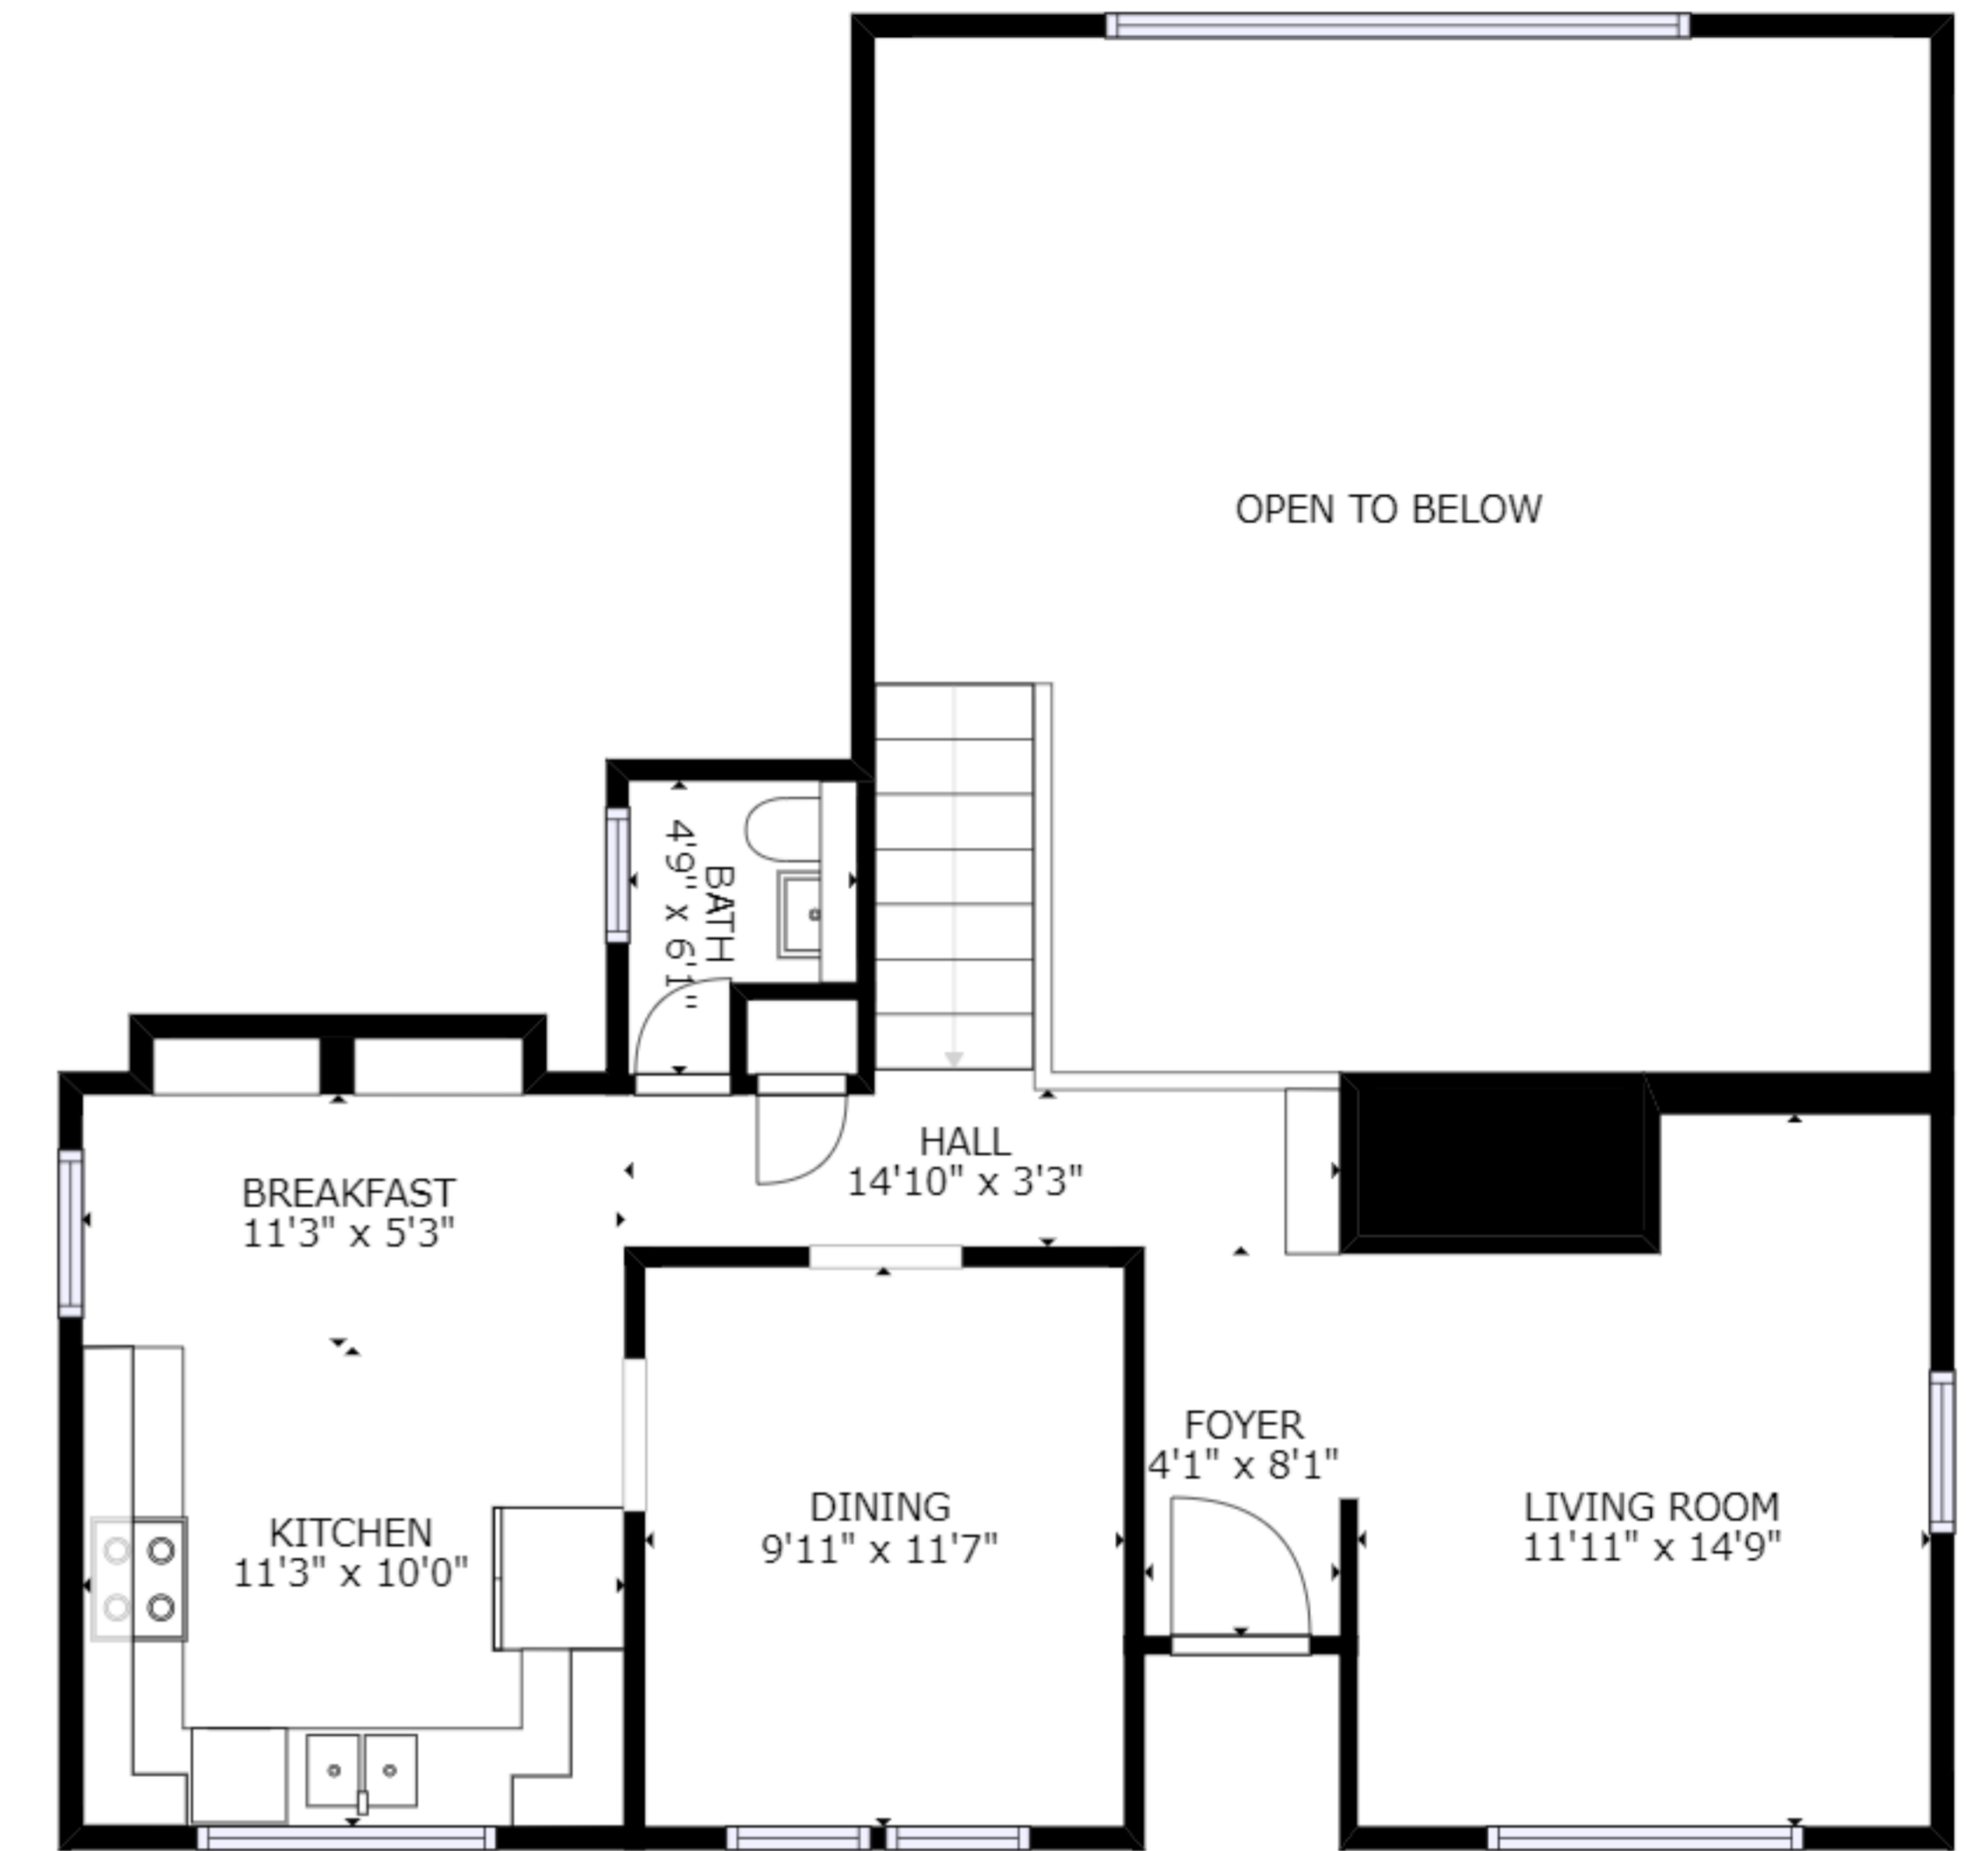 OPEN TO BELOW
BATH
4'9" x 6'1"
HALL
14'10" x 3'3"
BREAKFAST
11'3" x 5'3"
FOYER
4'1" x 8'1"
KITCHEN
11'3" x 10'0"
DINING
9'11" x 11'7"
LIVING ROOM
11'11" x 14'9"